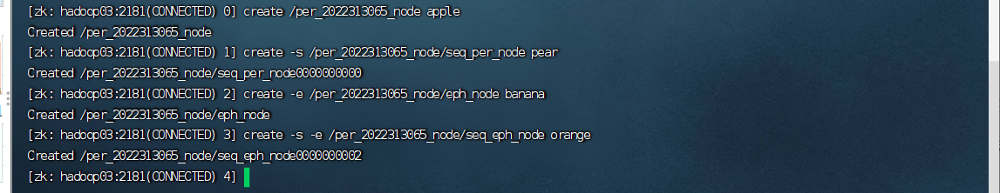 [zk: hadoop03:2181(CONNECTED) 0] create /per_2022313065_node apple
Created /per_2022313065_node
[zk: hadoop03:2181(CONNECTED) 1] create -s /per_2022313065_node/seq_per_node pear
Created /per_2022313065_node/seq_per_node0000000000
[zk: hadoop03:2181(CONNECTED) 2] create -e /per_2022313065_node/eph_node banana
Created /per_2022313065_node/eph_node
[zk: hadoop03:2181(CONNECTED) 3] create -s -e /per_2022313065_node/seq_eph_node orange
Created /per_2022313065_node/seq_eph_node0000000002
[zk: hadoop03:2181(CONNECTED) 4]